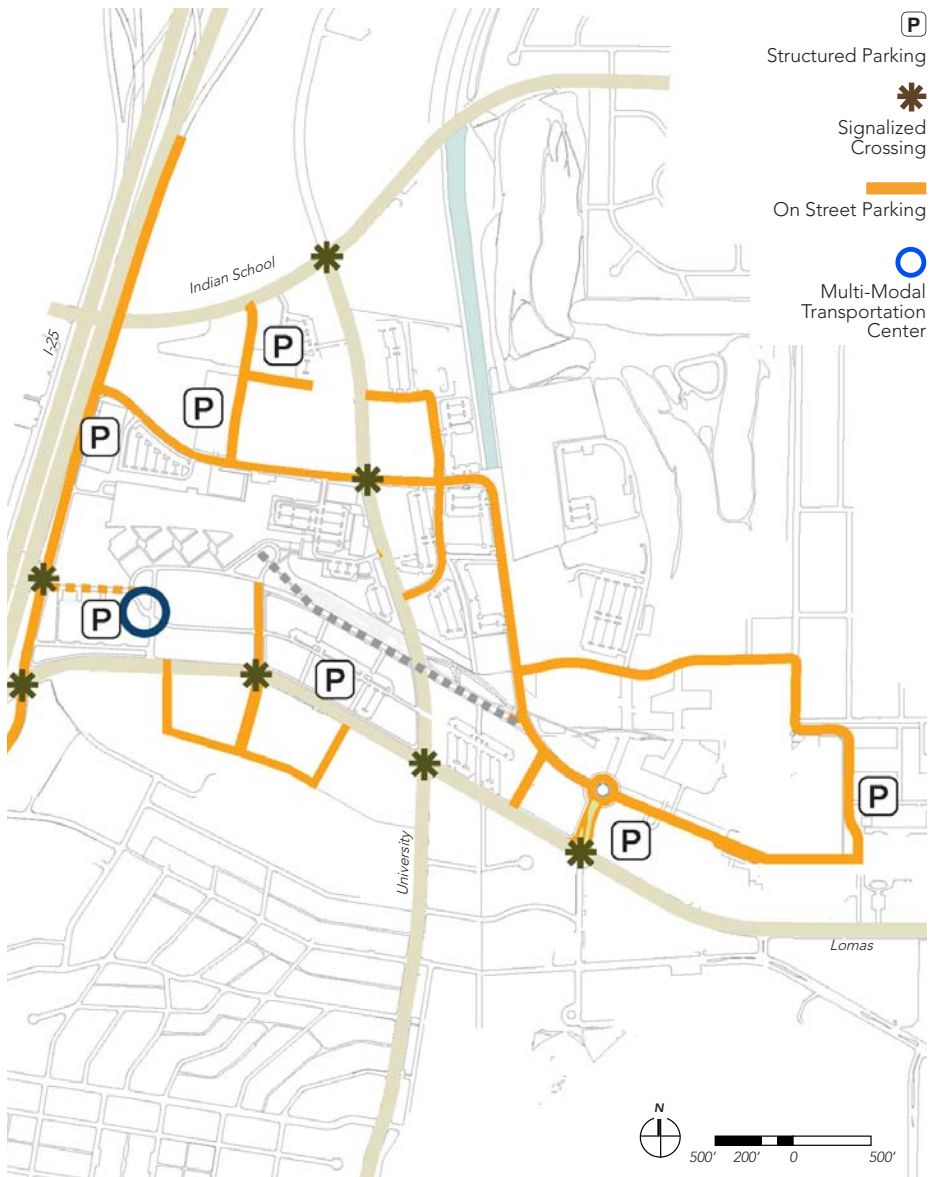 P
Structured Parking
Signalized
Crossing
On Street Parking
Multi-Modal
Transportation
Center
Indian School
I-25
P
P
P
P
P
P
P
University
Lomas
N
500' 200' 0 500'